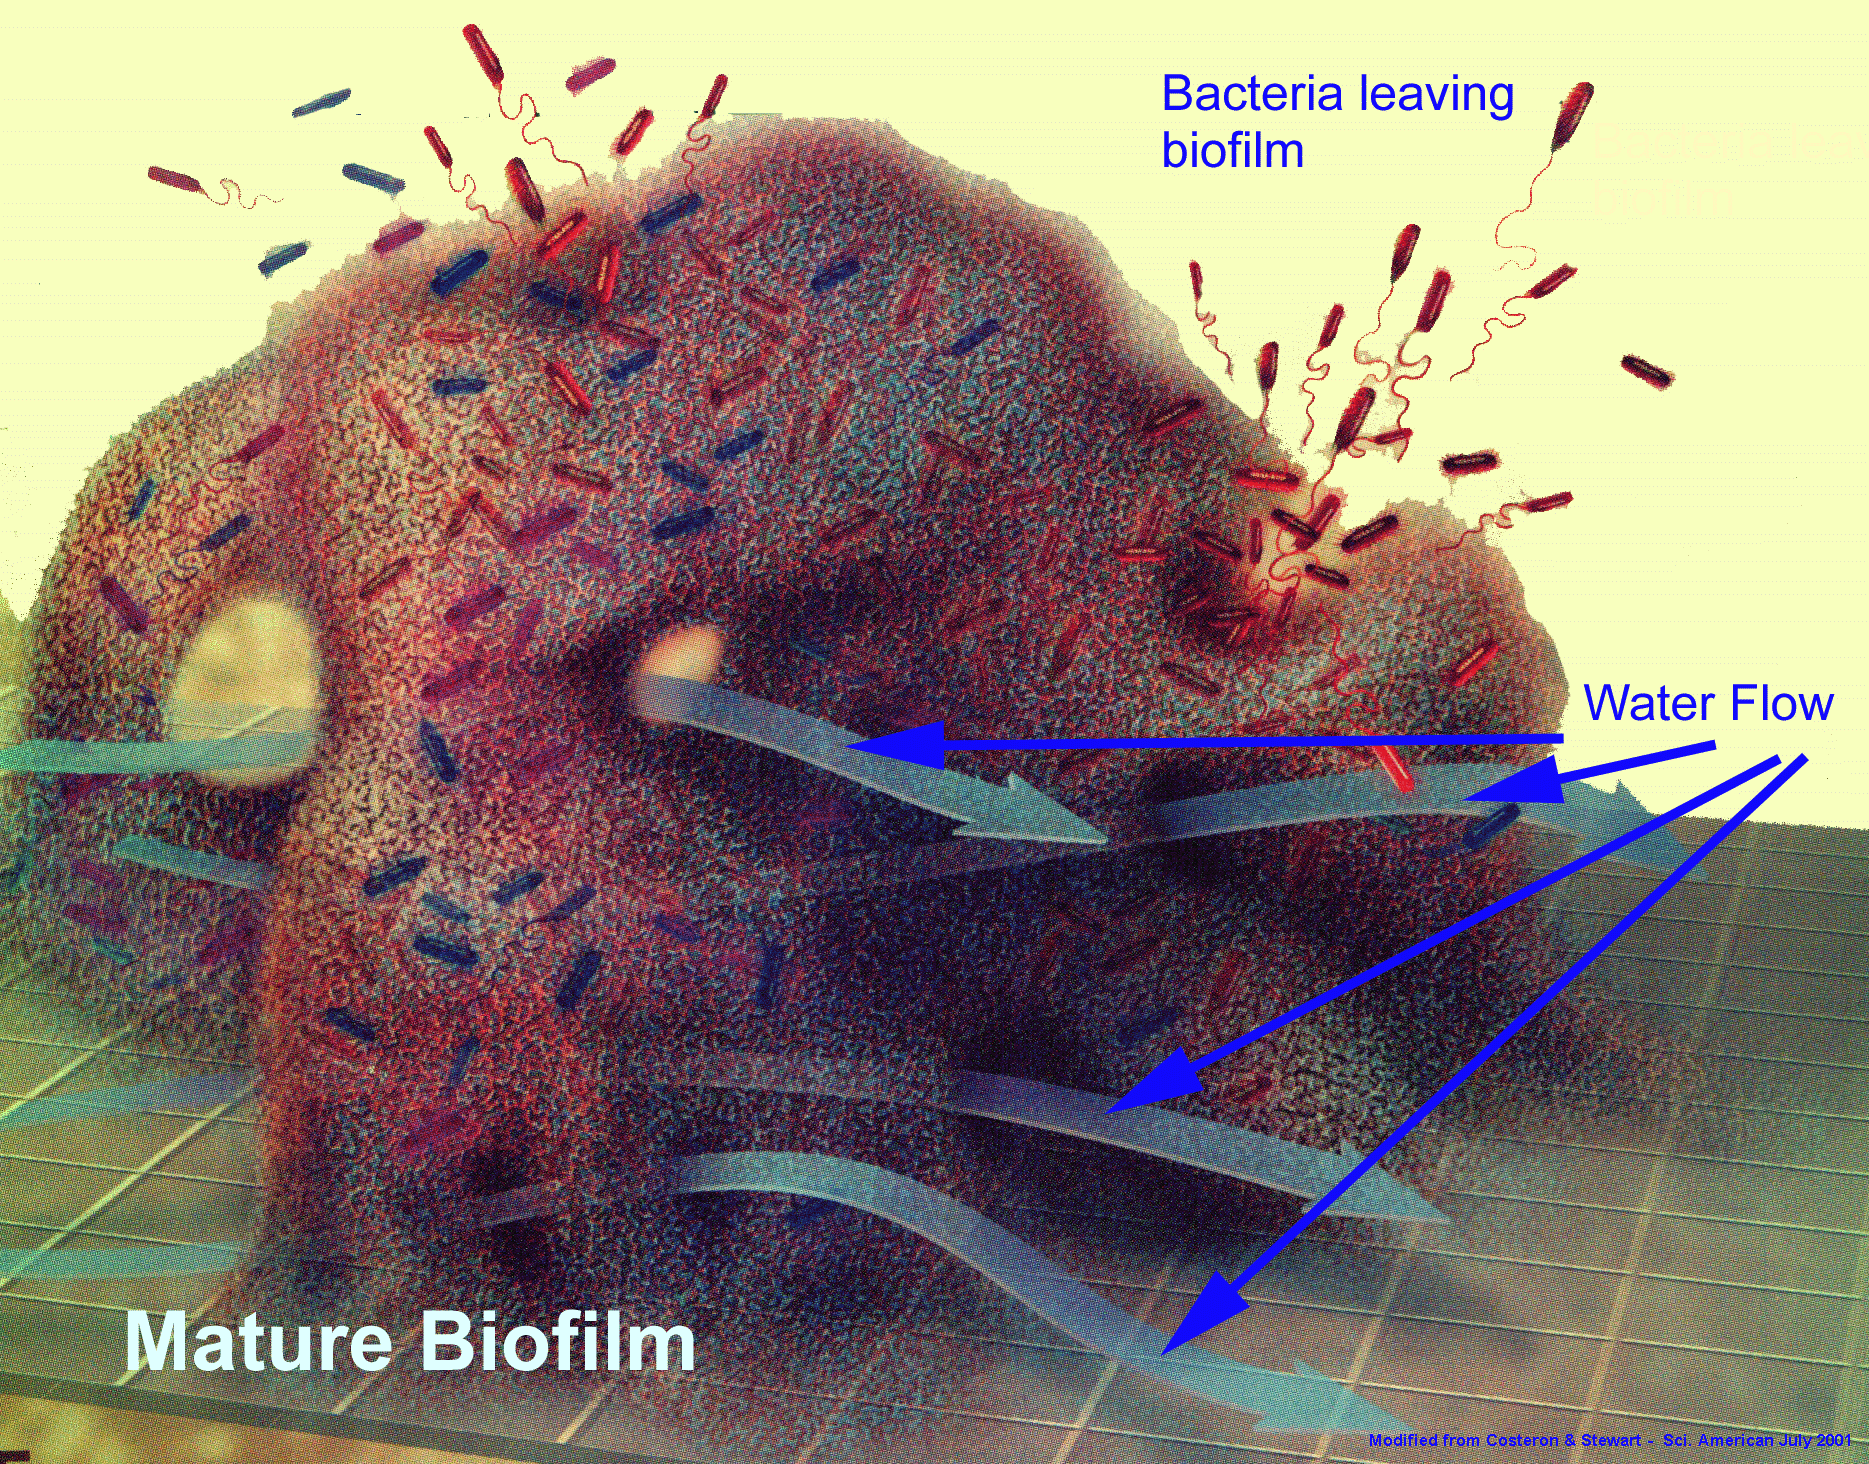 Bacteria leaving
biofilm
Water Flow
Mature Biofilm
Modified from Costeron & Stewart - Sci. American July 2001